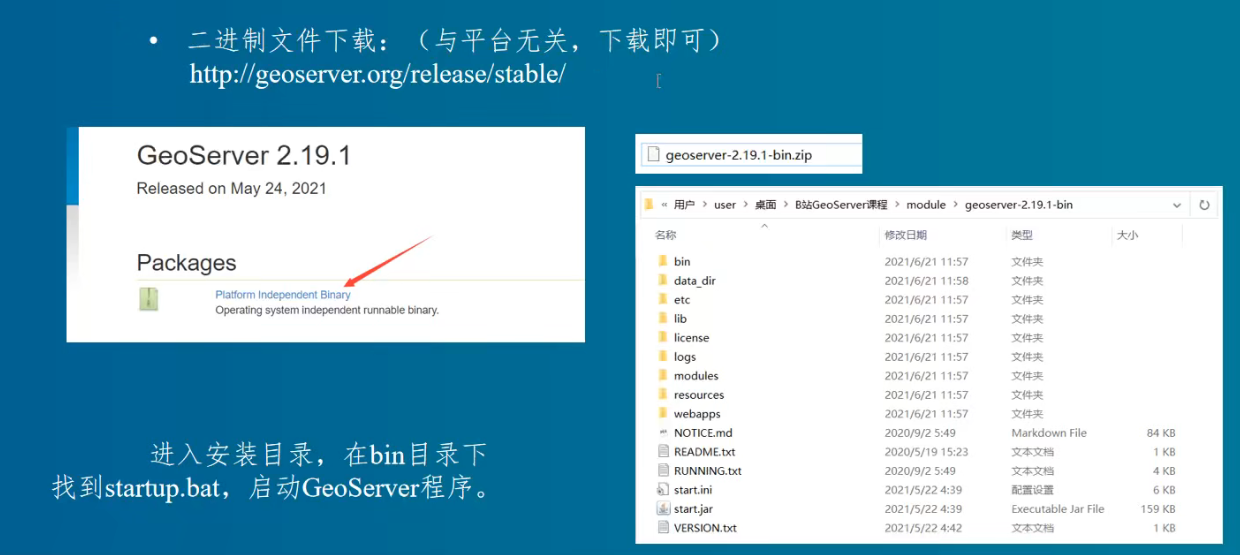 • 二进制文件下载：（与平台无关，下载即可）
http://geoserver.org/release/stable/
GeoServer 2.19.1
Released on May 24, 2021
Packages
Platform Independent Binary
Operating system independent runnable binary.
进入安装目录，在bin目录下
找到startup.bat，启动GeoServer程序。
geoserver-2.19.1-bin.zip
« 用户 > user > 桌面 > B站GeoServer课程 > module > geoserver-2.19.1-bin
名称 修改日期 类型 大小
bin 2021/6/21 11:57 文件夹
data_dir 2021/6/21 11:58 文件夹
etc 2021/6/21 11:57 文件夹
lib 2021/6/21 11:57 文件夹
license 2021/6/21 11:57 文件夹
logs 2021/6/21 11:57 文件夹
modules 2021/6/21 11:57 文件夹
resources 2021/6/21 11:57 文件夹
webapps 2021/6/21 11:57 文件夹
NOTICE.md 2020/9/2 5:49 Markdown File 84 KB
README.txt 2020/5/19 15:23 文本文档 1 KB
RUNNING.txt 2020/9/2 5:49 文本文档 4 KB
start.ini 2021/5/22 4:39 配置设置 6 KB
start.jar 2021/5/22 4:39 Executable Jar File 159 KB
VERSION.txt 2021/5/22 4:42 文本文档 1 KB